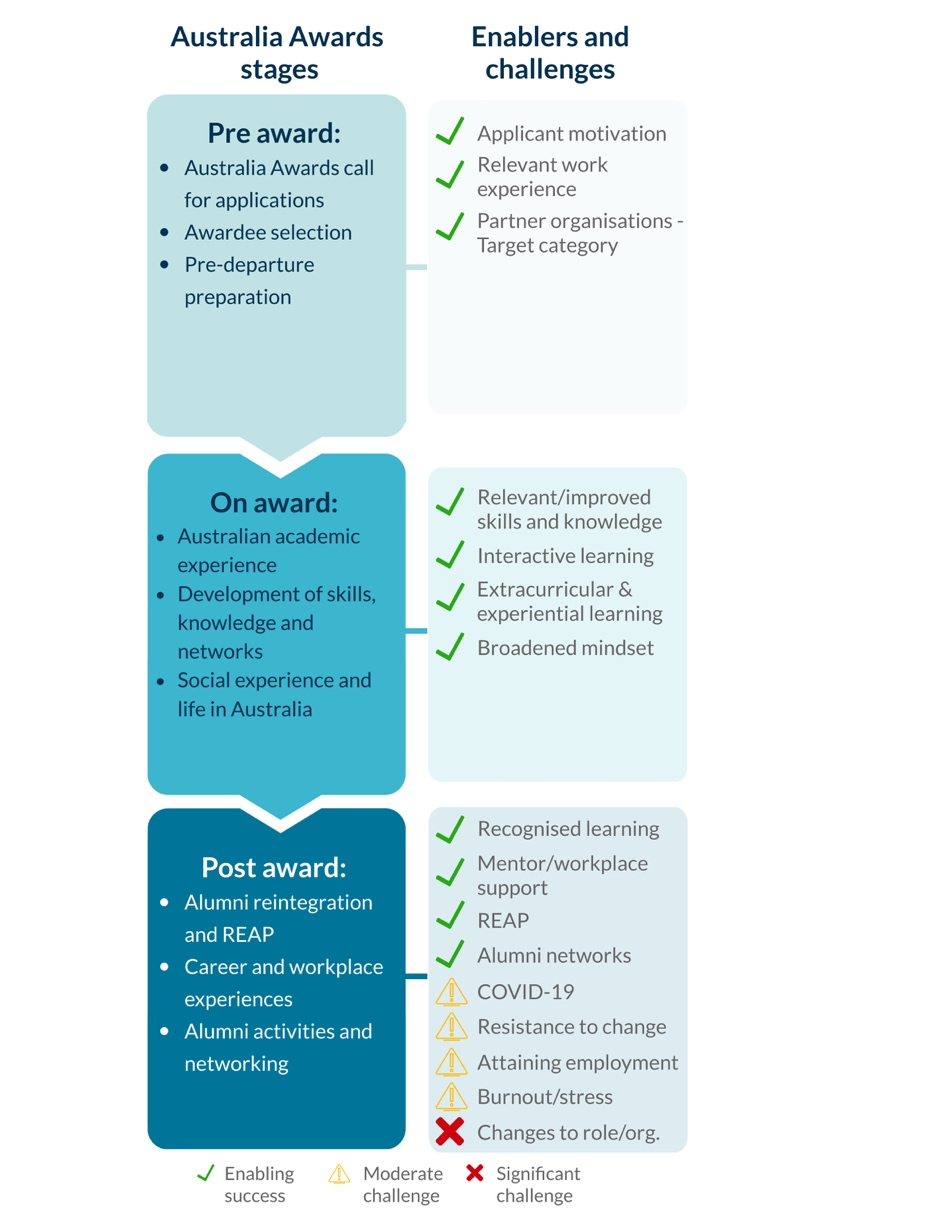 Australia Awards
stages
Enablers and
challenges
Pre award:
• Australia Awards call
for applications
• Awardee selection
• Pre-departure
preparation
Applicant motivation
Relevant work
experience
Partner organisations -
Target category
On award:
• Australian academic
experience
• Development of skills,
knowledge and
networks
• Social experience and
life in Australia
Relevant/improved
skills and knowledge
Interactive learning
Extracurricular &
experiential learning
Broadened mindset
Post award:
• Alumni reintegration
and REAP
• Career and workplace
experiences
• Alumni activities and
networking
Recognised learning
Mentor/workplace
support
REAP
Alumni networks
COVID-19
Resistance to change
Attaining employment
Burnout/stress
Changes to role/org.
Enabling
success
Moderate
challenge
Significant
challenge